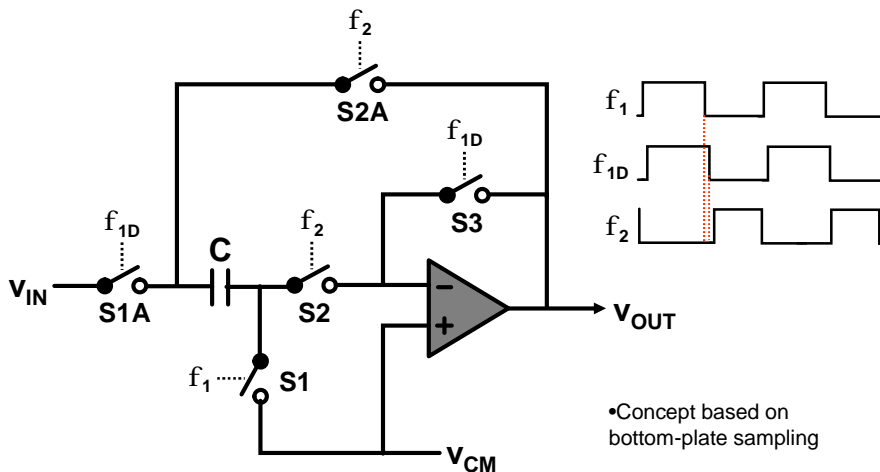 f2
S2A
f1D
S3
f1D
C
f2
vIN
S1A
S2
−
+
vOUT
f1
S1
vCM
f1
f1D
f2
•Concept based on
bottom-plate sampling